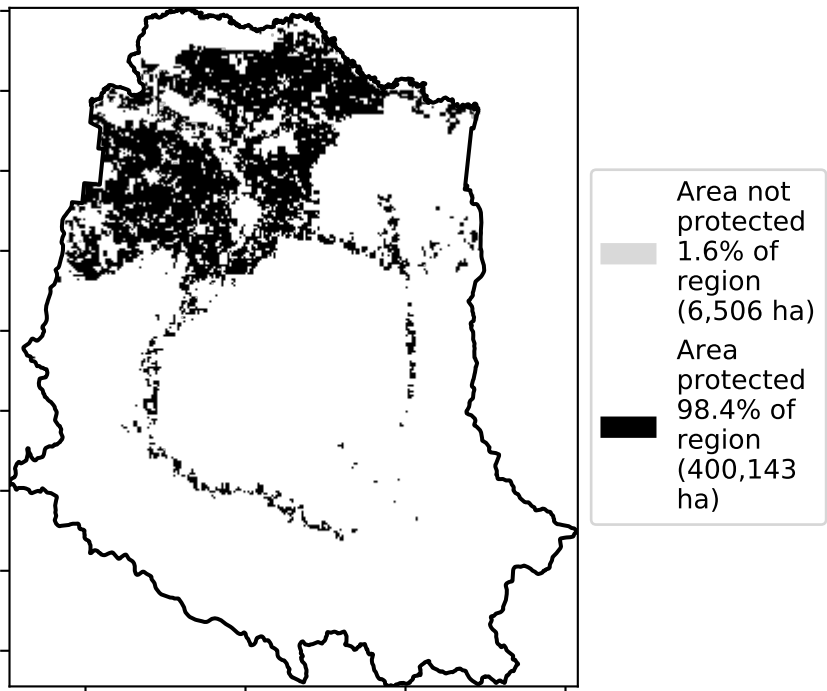 Area not
protected
1.6% of
region
(6,506 ha)
Area
protected
98.4% of
region
(400,143
ha)